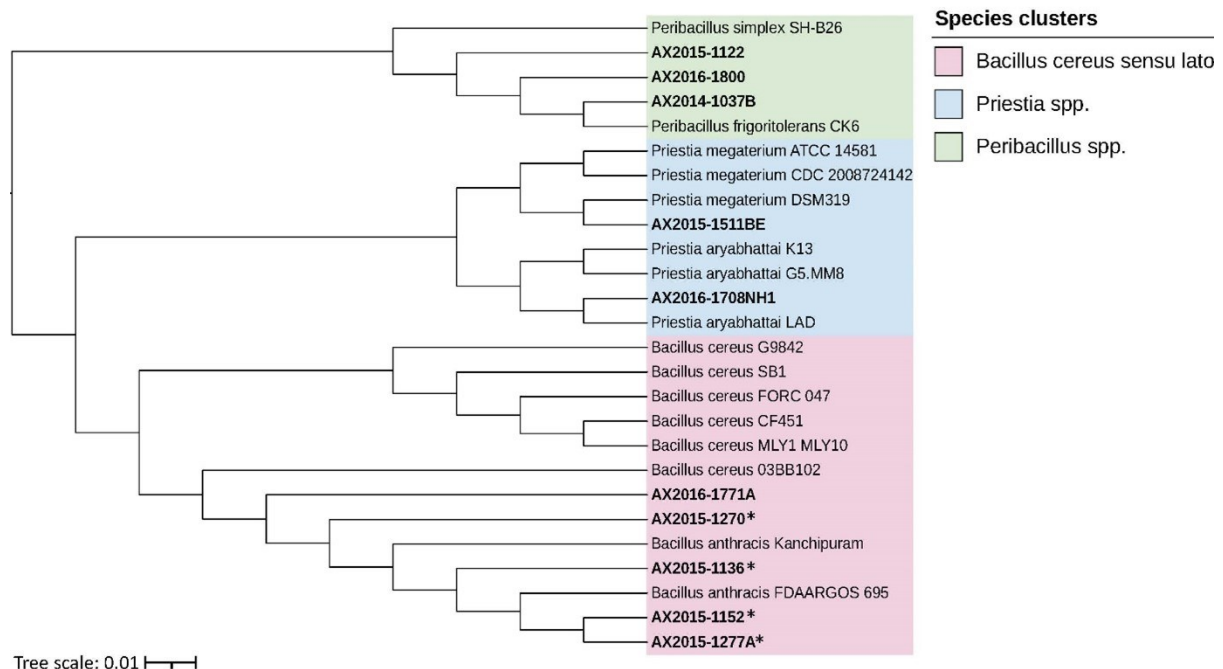 Species clusters
Bacillus cereus sensu lato
Priestia spp.
Peribacillus spp.
Peribacillus simplex SH-B26
AX2015-1122
AX2016-1800
AX2014-1037B
Peribacillus frigoritolerans CK6
Priestia megaterium ATCC 14581
Priestia megaterium CDC 2008724142
Priestia megaterium DSM319
AX2015-1511BE
Priestia aryabhattai K13
Priestia aryabhattai G5.MM8
AX2016-1708NH1
Priestia aryabhattai LAD
Bacillus cereus G9842
Bacillus cereus SB1
Bacillus cereus FORC 047
Bacillus cereus CF451
Bacillus cereus MLY1 MLY10
Bacillus cereus 03BB102
AX2016-1771A
AX2015-1270*
Bacillus anthracis Kanchipuram
AX2015-1136*
Bacillus anthracis FDAARGOS 695
AX2015-1152*
AX2015-1277A*
Tree scale: 0.01